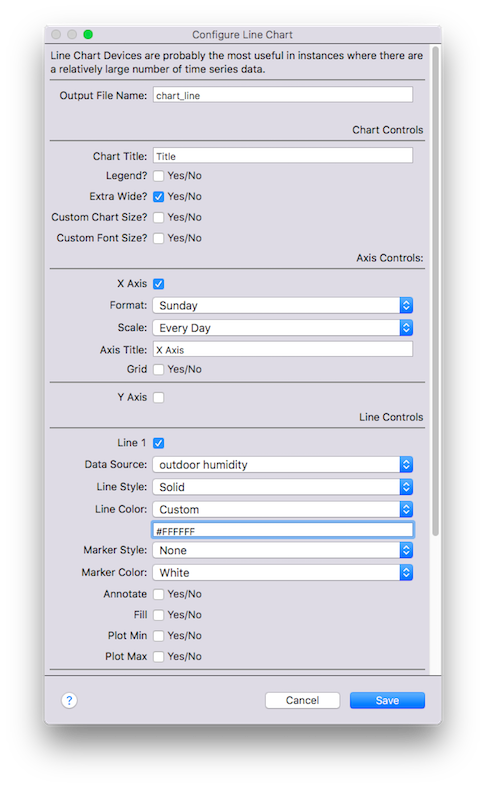 Configure Line Chart
Line Chart Devices are probably the most useful in instances where there are
a relatively large number of time series data.
Output File Name: chart_line
Chart Controls
Chart Title: Title
Legend? Yes/No
Extra Wide? Yes/No
Custom Chart Size? Yes/No
Custom Font Size? Yes/No
Axis Controls:
X Axis
Format: Sunday
Scale: Every Day
Axis Title: X Axis
Grid Yes/No
Y Axis
Line Controls
Line 1
Data Source: outdoor humidity
Line Style: Solid
Line Color: Custom
#FFFFFF
Marker Style: None
Marker Color: White
Annotate Yes/No
Fill Yes/No
Plot Min Yes/No
Plot Max Yes/No
? Cancel Save